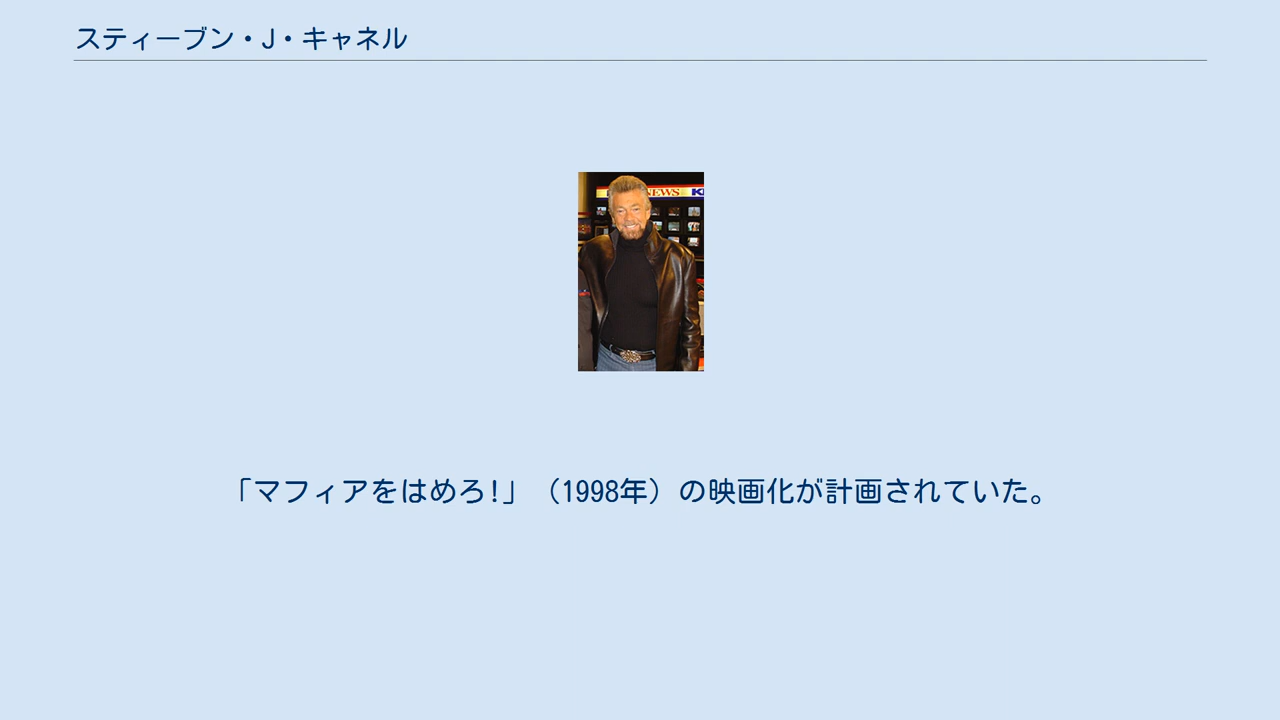 スティーブン・J・キャネル
NEWS
「マフィアをはめろ!」（1998年）の映画化が計画されていた。